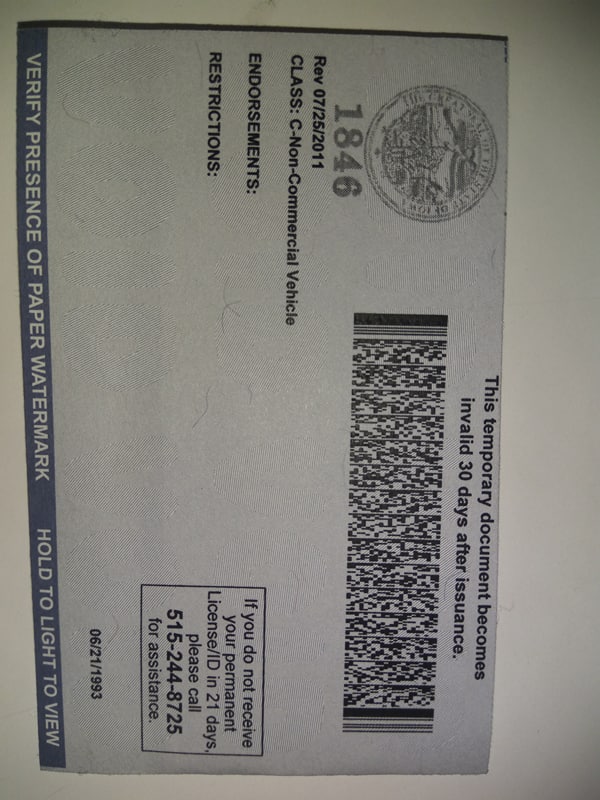 This temporary document becomes
invalid 30 days after issuance.
THE GREAT SEAL OF THE STATE OF IOWA
1846
Rev 07/25/2011
CLASS: C-Non-Commercial Vehicle
ENDORSEMENTS:
RESTRICTIONS:
If you do not receive
your permanent
License/ID in 21 days,
please call
515-244-8725
for assistance.
06/21/1993
VERIFY PRESENCE OF PAPER WATERMARK
HOLD TO LIGHT TO VIEW